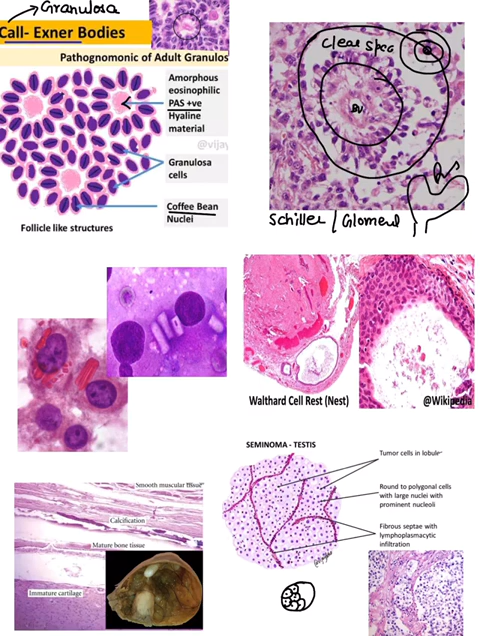 Granulosa
Call- Exner Bodies
Pathognomonic of Adult Granulos
Amorphous
eosinophilic
PAS +ve
Hyaline
material
@vijay
Granulosa
cells
Coffee Bean
Nuclei
Follicle like structures
Clear Spac
BV
Schiller / Glomerul
Walthard Cell Rest (Nest)
@Wikipedia
Smooth muscular tissue
Calcification
Mature bone tissue
Immature cartilage
SEMINOMA - TESTIS
Tumor cells in lobule
Round to polygonal cells
with large nuclei with
prominent nucleoli
Fibrous septae with
lymphoplasmacytic
infiltration